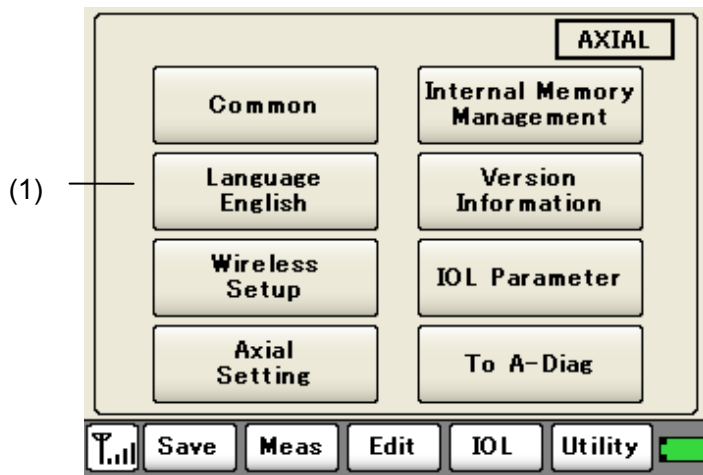 AXIAL
Common
Internal Memory
Management
(1)
Language
English
Version
Information
Wireless
Setup
IOL Parameter
Axial
Setting
To A-Diag
Save
Meas
Edit
IOL
Utility